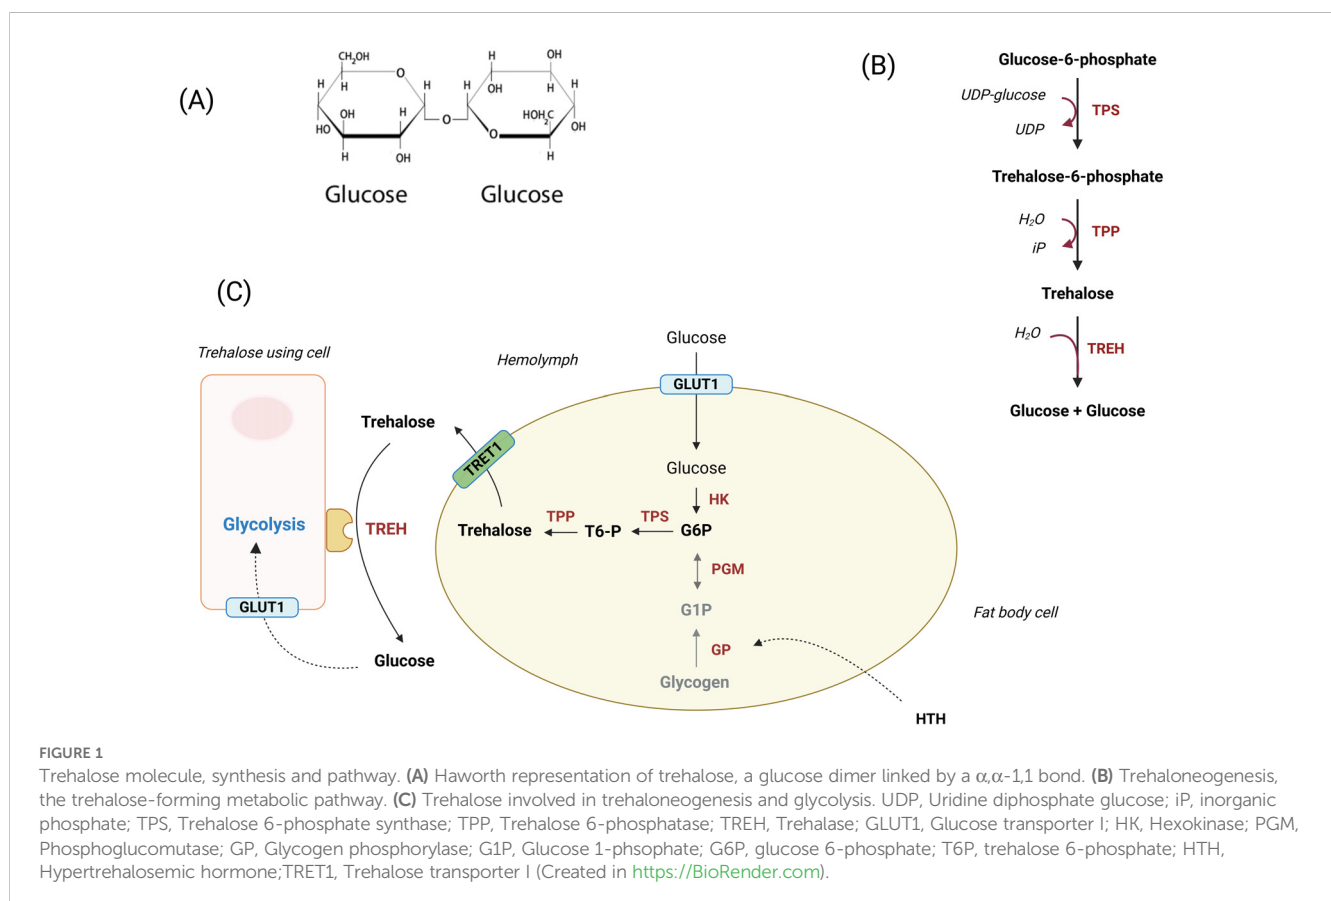 (A)
CH₂OH
O
H
H
H
H
OH
H
HO
H
OH
O
H
OH
H
OH
H
H
HOH₂C
OH
O
H
Glucose
Glucose
(B)
Glucose-6-phosphate
UDP-glucose
TPS
UDP
Trehalose-6-phosphate
H₂O
TPP
iP
Trehalose
H₂O
TREH
Glucose + Glucose
(C)
Trehalose using cell
Hemolymph
Glucose
GLUT1
Trehalose
TRET1
Glucose
HK
Glycolysis
TREH
Trehalose
TPP
T6-P
TPS
G6P
PGM
G1P
GP
Glycogen
GLUT1
Glucose
Fat body cell
HTH
FIGURE 1
Trehalose molecule, synthesis and pathway. (A) Haworth representation of trehalose, a glucose dimer linked by a α,α-1,1 bond. (B) Trehaloneogenesis,
the trehalose-forming metabolic pathway. (C) Trehalose involved in trehaloneogenesis and glycolysis. UDP, Uridine diphosphate glucose; iP, inorganic
phosphate; TPS, Trehalose 6-phosphate synthase; TPP, Trehalose 6-phosphatase; TREH, Trehalase; GLUT1, Glucose transporter I; HK, Hexokinase; PGM,
Phosphoglucomutase; GP, Glycogen phosphorylase; G1P, Glucose 1-phsophate; G6P, glucose 6-phosphate; T6P, trehalose 6-phosphate; HTH,
Hypertrehalosemic hormone;TRET1, Trehalose transporter I (Created in https://BioRender.com).